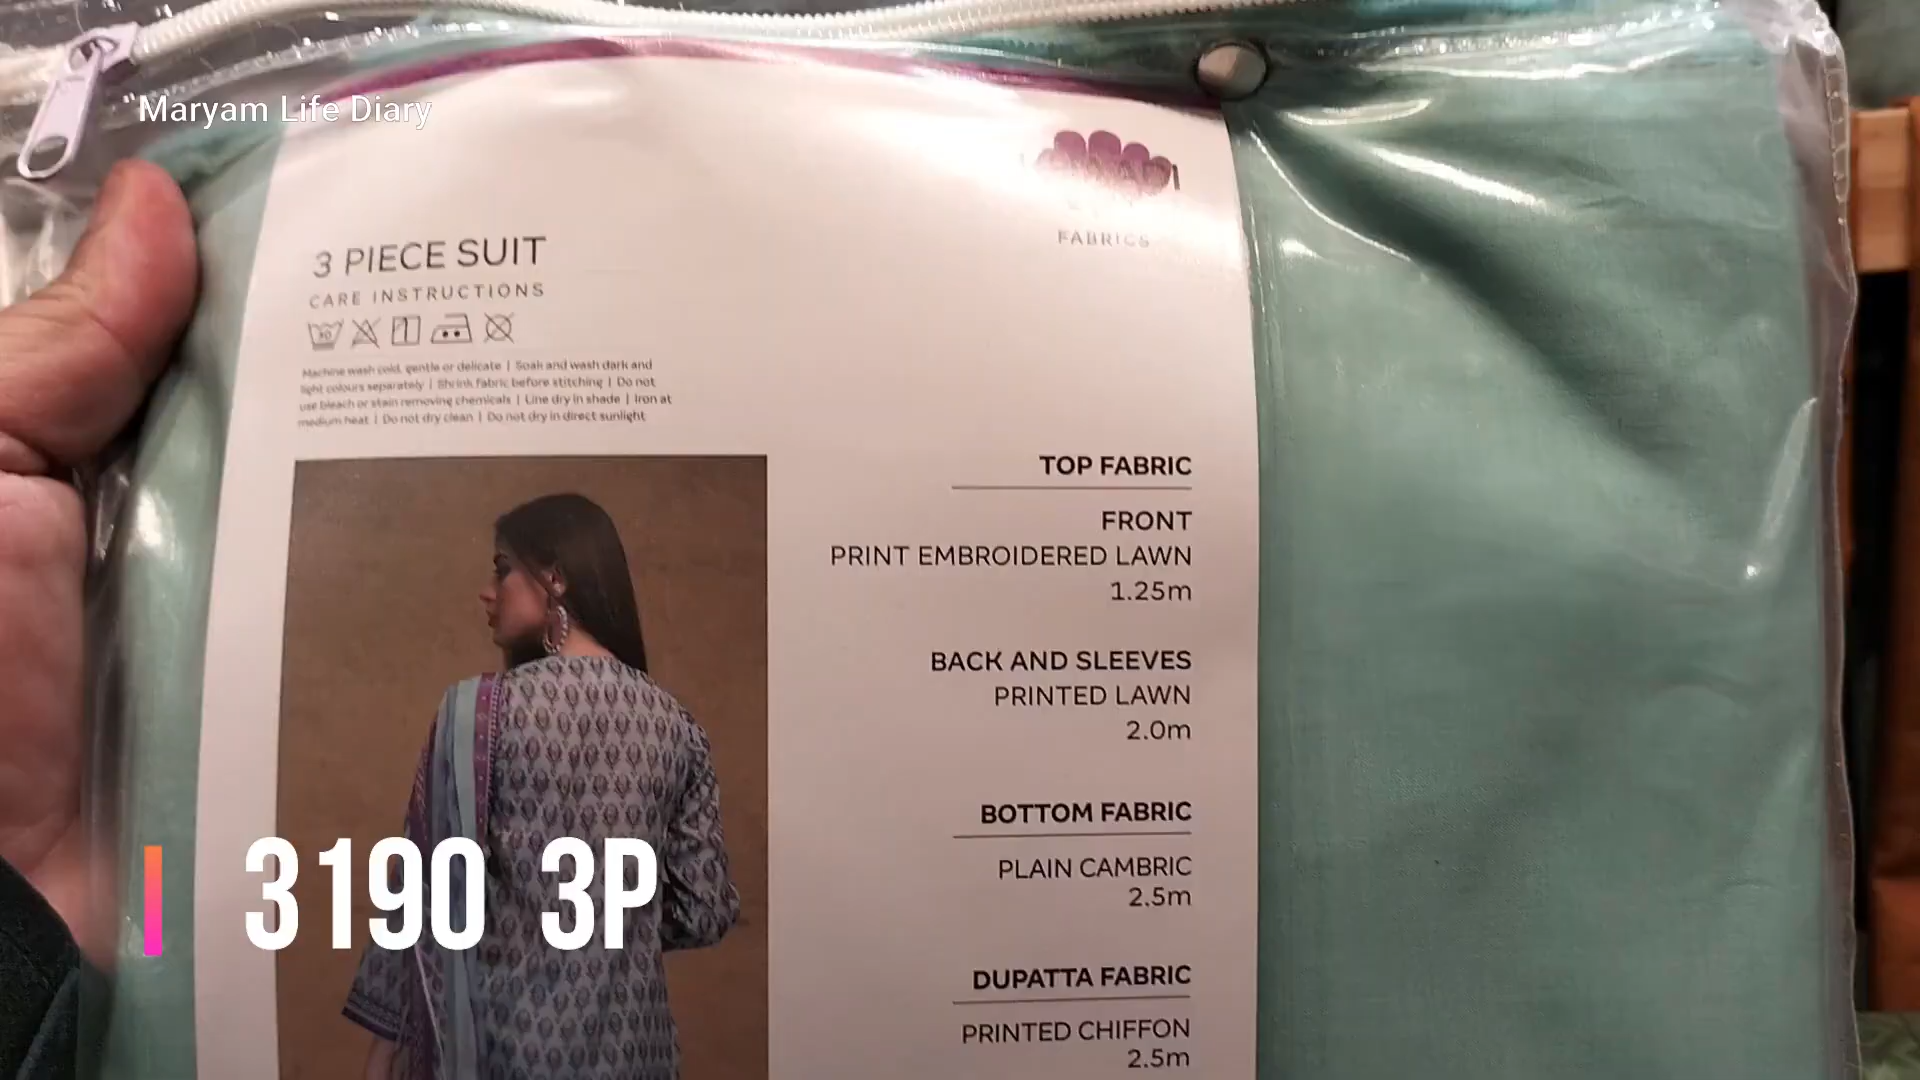 "Maryam Life Diary
FABRICS
3 PIECE SUIT
CARE INSTRUCTIONS
Machine wash cold, gentle or delicate | Soak and wash dark and
light colours separately | Shrink fabric before stitching | Do not
use bleach or stain removing chemicals | Line dry in shade | Iron at
medium heat | Do not dry clean | Do not dry in direct sunlight
TOP FABRIC
FRONT
PRINT EMBROIDERED LAWN
1.25m
BACK AND SLEEVES
PRINTED LAWN
2.0m
BOTTOM FABRIC
PLAIN CAMBRIC
2.5m
DUPATTA FABRIC
PRINTED CHIFFON
2.5m
3190 3P